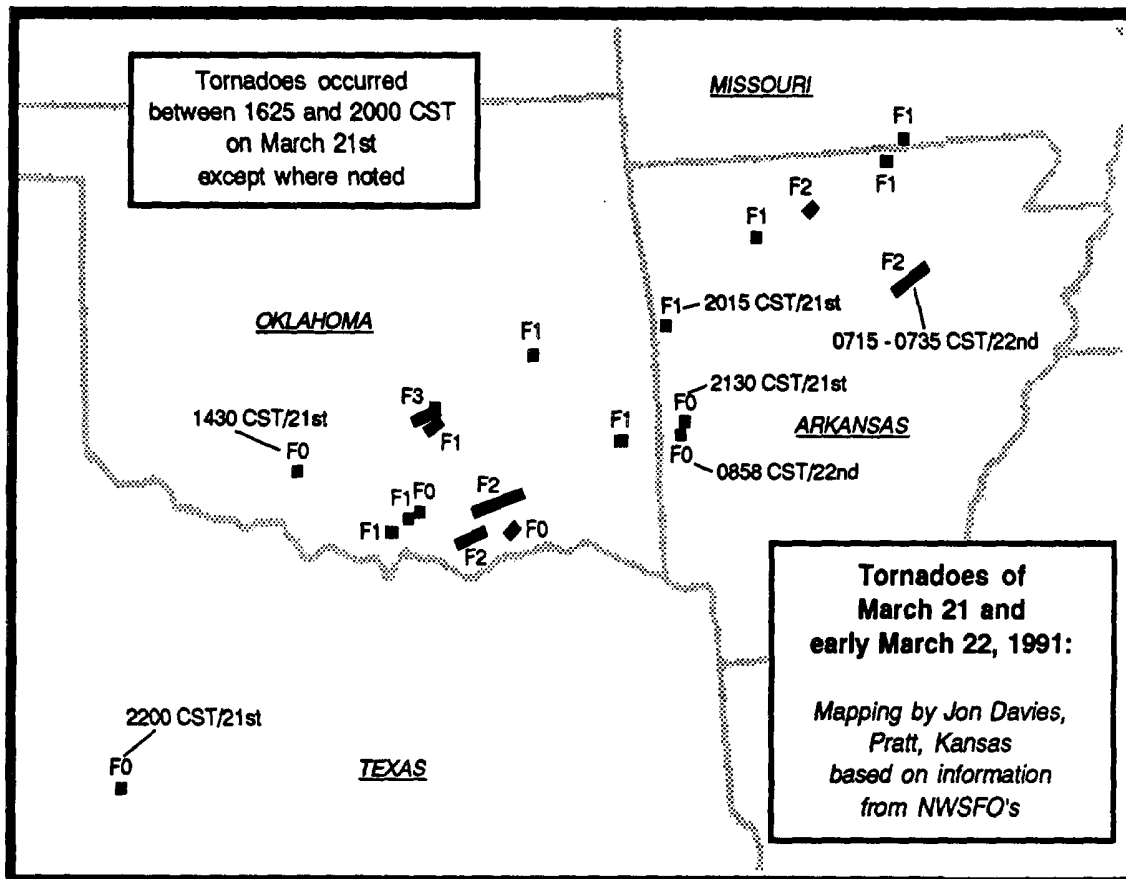 Tornadoes occurred
between 1625 and 2000 CST
on March 21st
except where noted
MISSOURI
F1
F1
F2
F1
F2
0715 - 0735 CST/22nd
F1
2015 CST/21st
OKLAHOMA
F1
F3
F1
1430 CST/21st
F0
F1
2130 CST/21st
F0
F0
0858 CST/22nd
ARKANSAS
F1
F0
F1
F2
F2
F0
2200 CST/21st
F0
TEXAS
Tornadoes of
March 21 and
early March 22, 1991:
Mapping by Jon Davies,
Pratt, Kansas
based on information
from NWSFO's